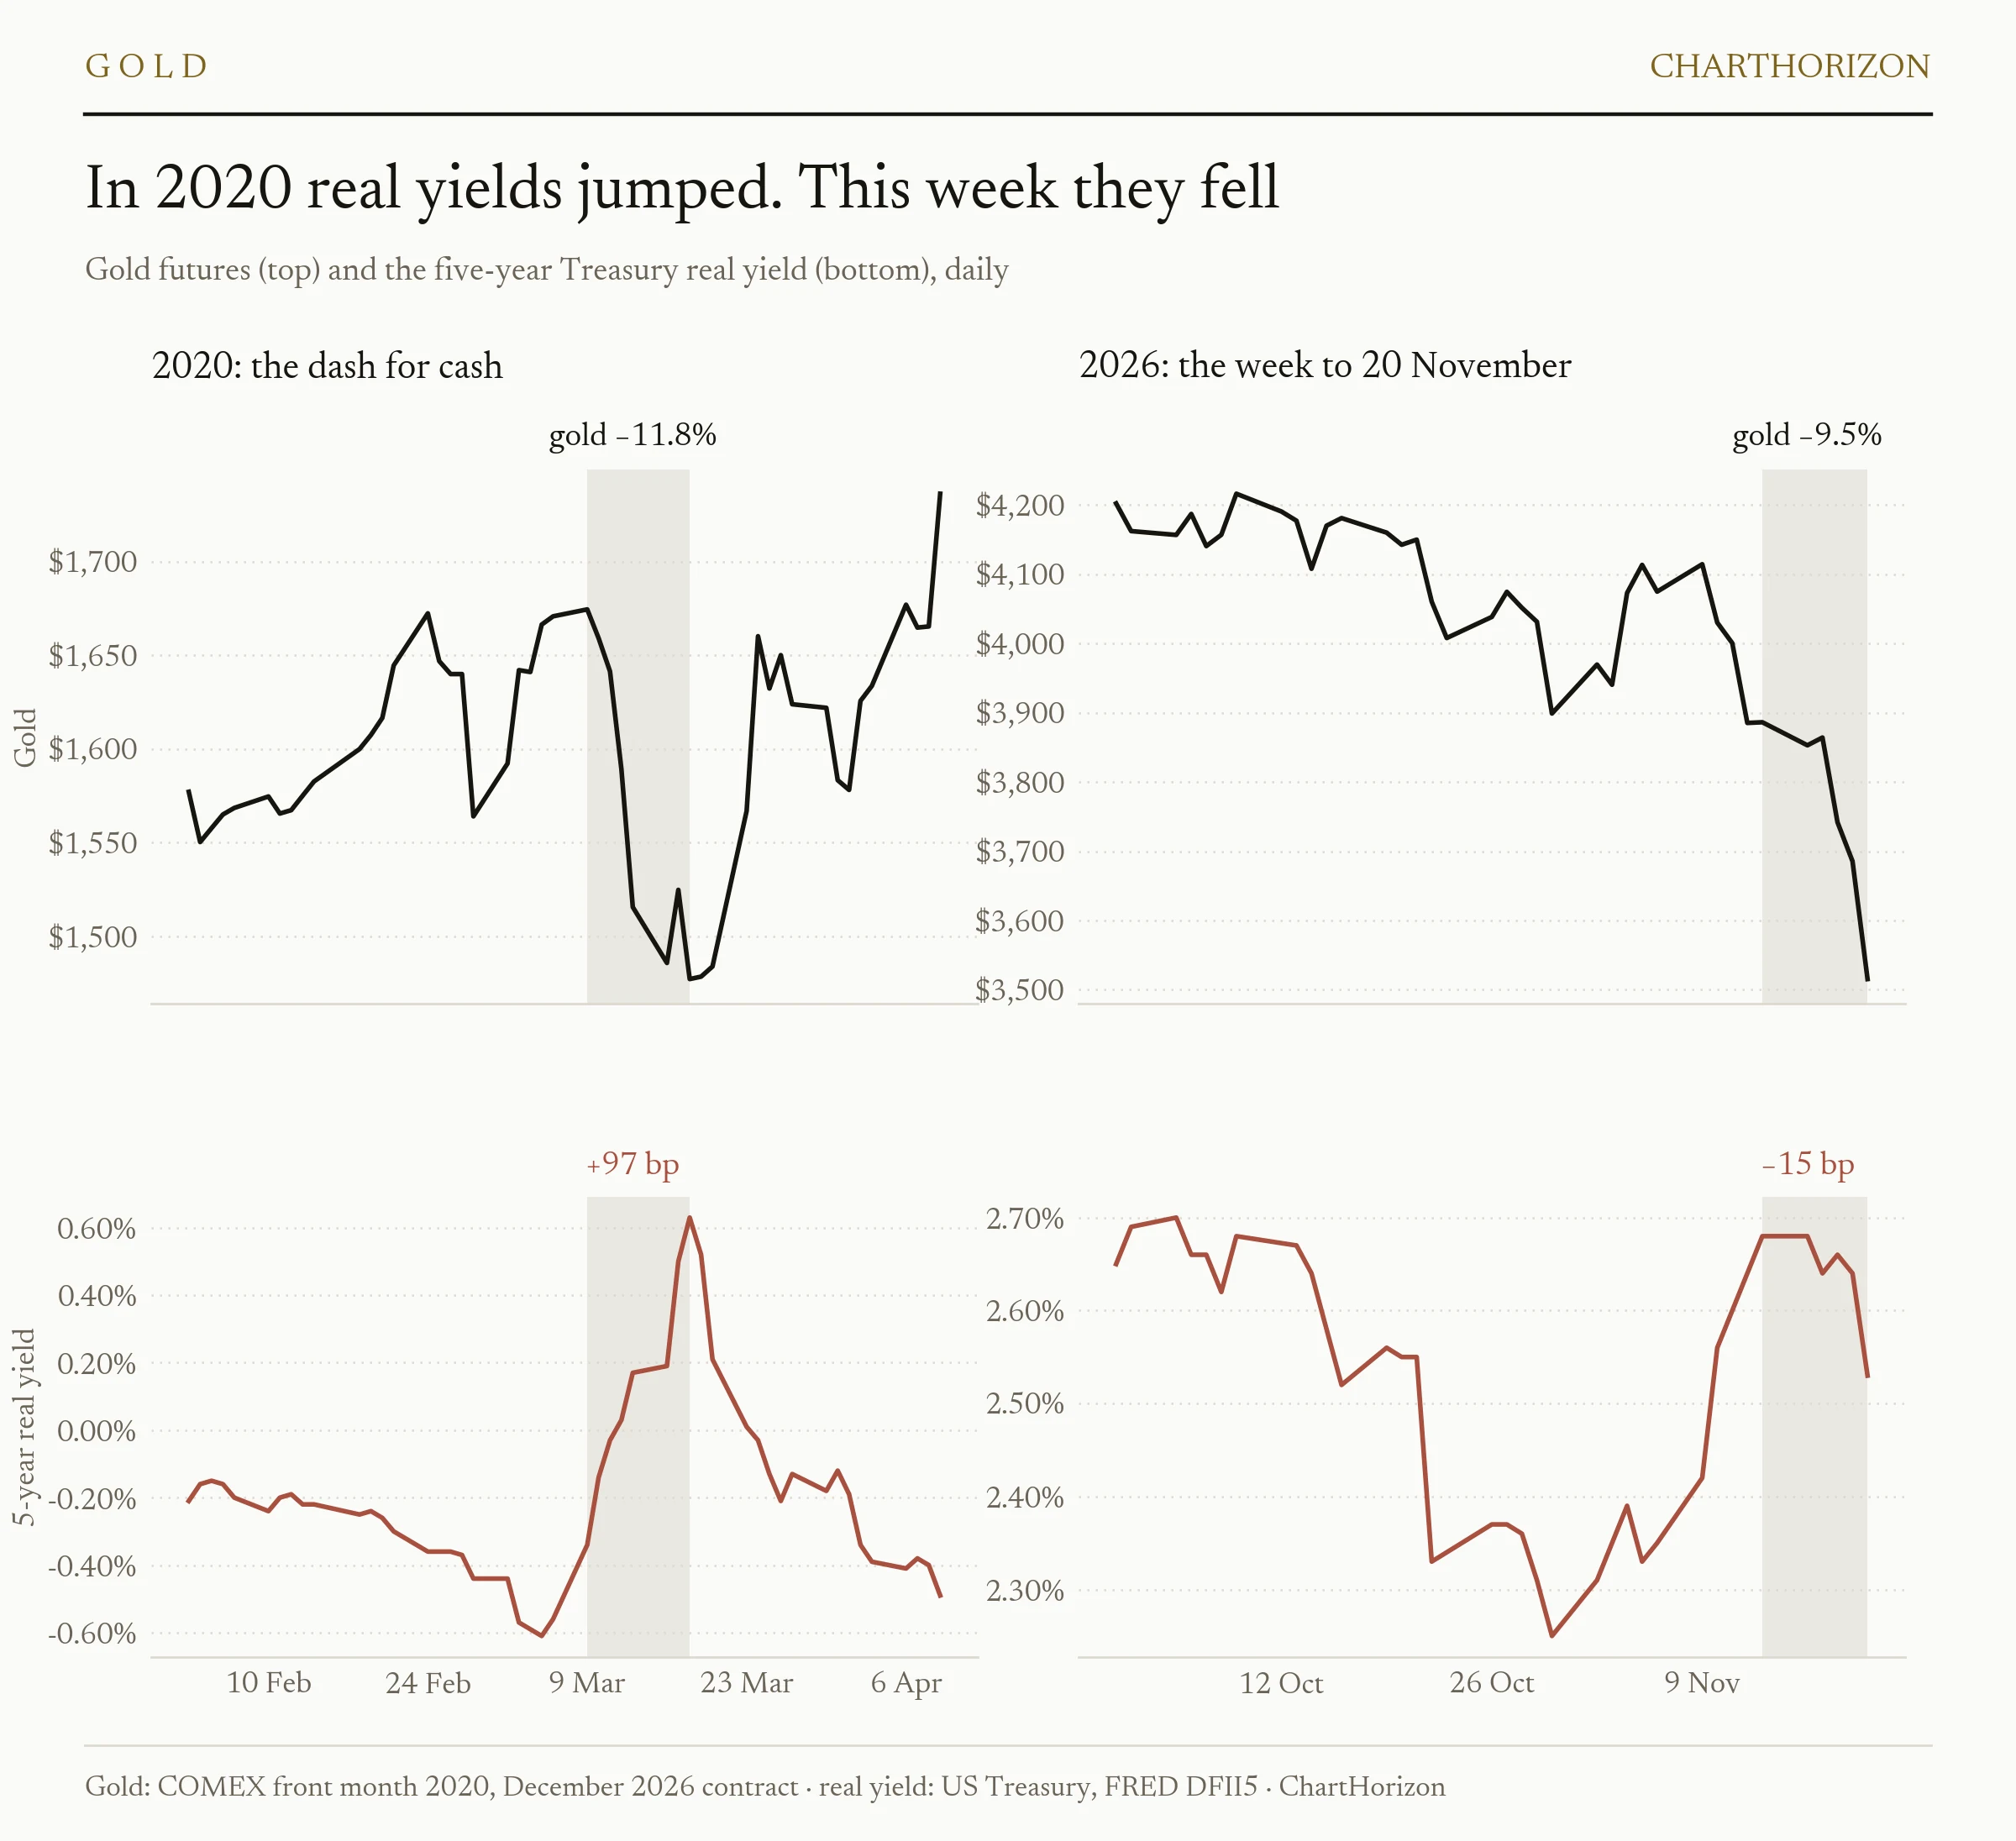 GOLD
CHARTHORIZON
In 2020 real yields jumped. This week they fell
Gold futures (top) and the five-year Treasury real yield (bottom), daily
2020: the dash for cash
gold –11.8%
Gold
$1,700
$1,650
$1,600
$1,550
$1,500
2026: the week to 20 November
gold –9.5%
$4,200
$4,100
$4,000
$3,900
$3,800
$3,700
$3,600
$3,500
+97 bp
5-year real yield
0.60%
0.40%
0.20%
0.00%
-0.20%
-0.40%
-0.60%
10 Feb
24 Feb
9 Mar
23 Mar
6 Apr
–15 bp
2.70%
2.60%
2.50%
2.40%
2.30%
12 Oct
26 Oct
9 Nov
Gold: COMEX front month 2020, December 2026 contract · real yield: US Treasury, FRED DFII5 · ChartHorizon